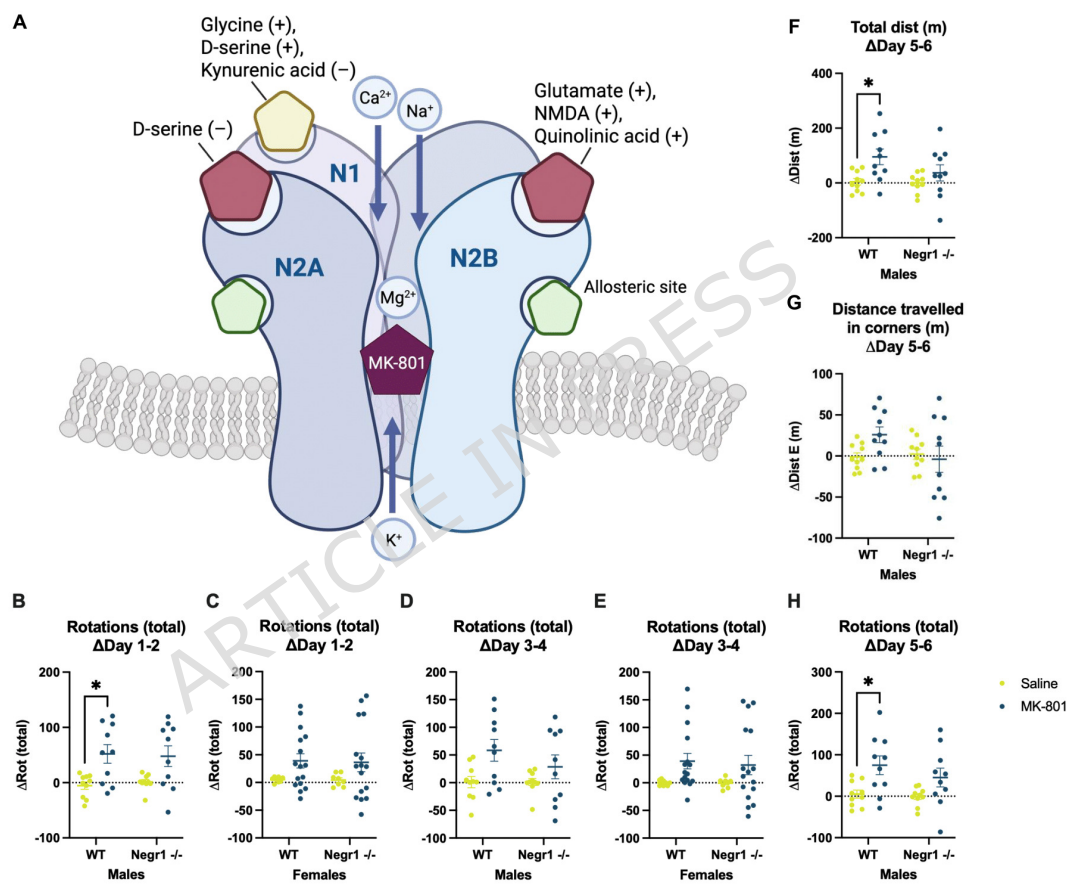 A
Glycine (+),
D-serine (+),
Kynurenic acid (−)
D-serine (−)
Ca2+
Na+
Glutamate (+),
NMDA (+),
Quinolinic acid (+)
N1
N2A
N2B
Mg2+
Allosteric site
MK-801
K+
ARTICLE IN PRESS
F
Total dist (m)
ΔDay 5-6
ΔDist (m)
400
200
0
-200
*
WT
Negr1 -/-
Males
G
Distance travelled
in corners (m)
ΔDay 5-6
ΔDist E (m)
100
50
0
-50
-100
WT
Negr1 -/-
Males
B
Rotations (total)
ΔDay 1-2
ΔRot (total)
200
150
100
50
0
-50
-100
*
WT
Negr1 -/-
Males
C
Rotations (total)
ΔDay 1-2
ΔRot (total)
200
150
100
50
0
-50
-100
WT
Negr1 -/-
Females
D
Rotations (total)
ΔDay 3-4
ΔRot (total)
200
150
100
50
0
-50
-100
WT
Negr1 -/-
Males
E
Rotations (total)
ΔDay 3-4
ΔRot (total)
200
150
100
50
0
-50
-100
WT
Negr1 -/-
Females
H
Rotations (total)
ΔDay 5-6
ΔRot (total)
300
200
100
0
-100
*
WT
Negr1 -/-
Males
Saline
MK-801